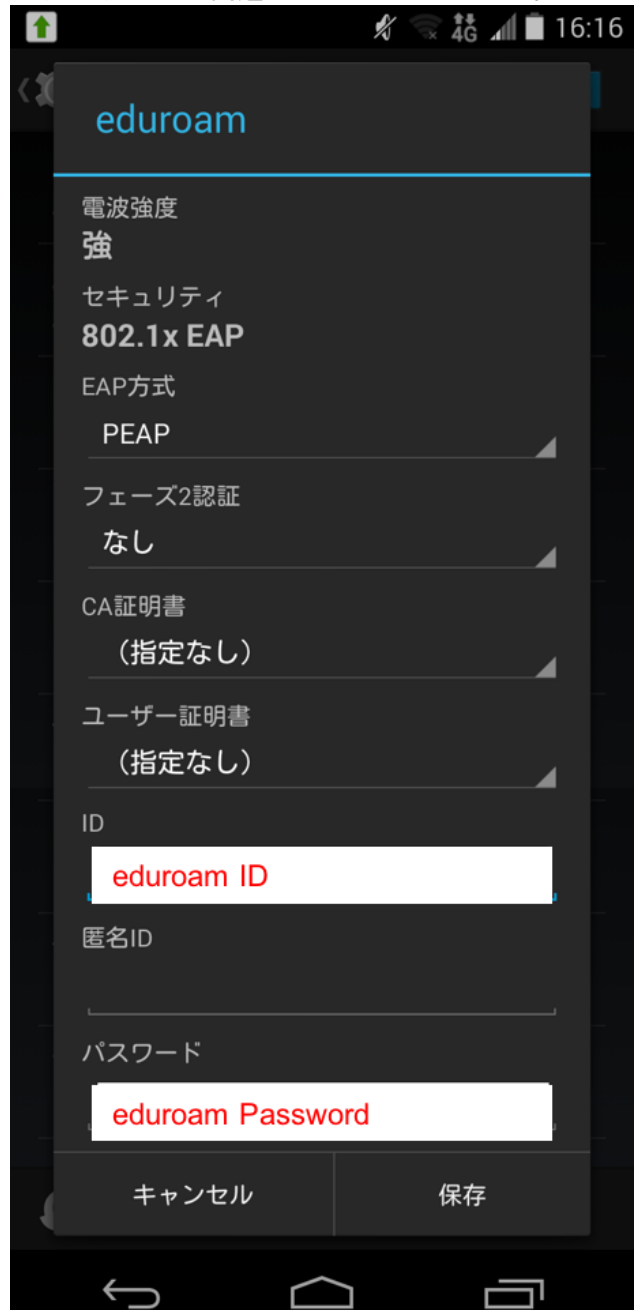 4G 16:16
eduroam
電波強度
強
セキュリティ
802.1x EAP
EAP方式
PEAP
フェーズ2認証
なし
CA証明書
（指定なし）
ユーザー証明書
（指定なし）
ID
eduroam ID
匿名ID
パスワード
eduroam Password
キャンセル 保存